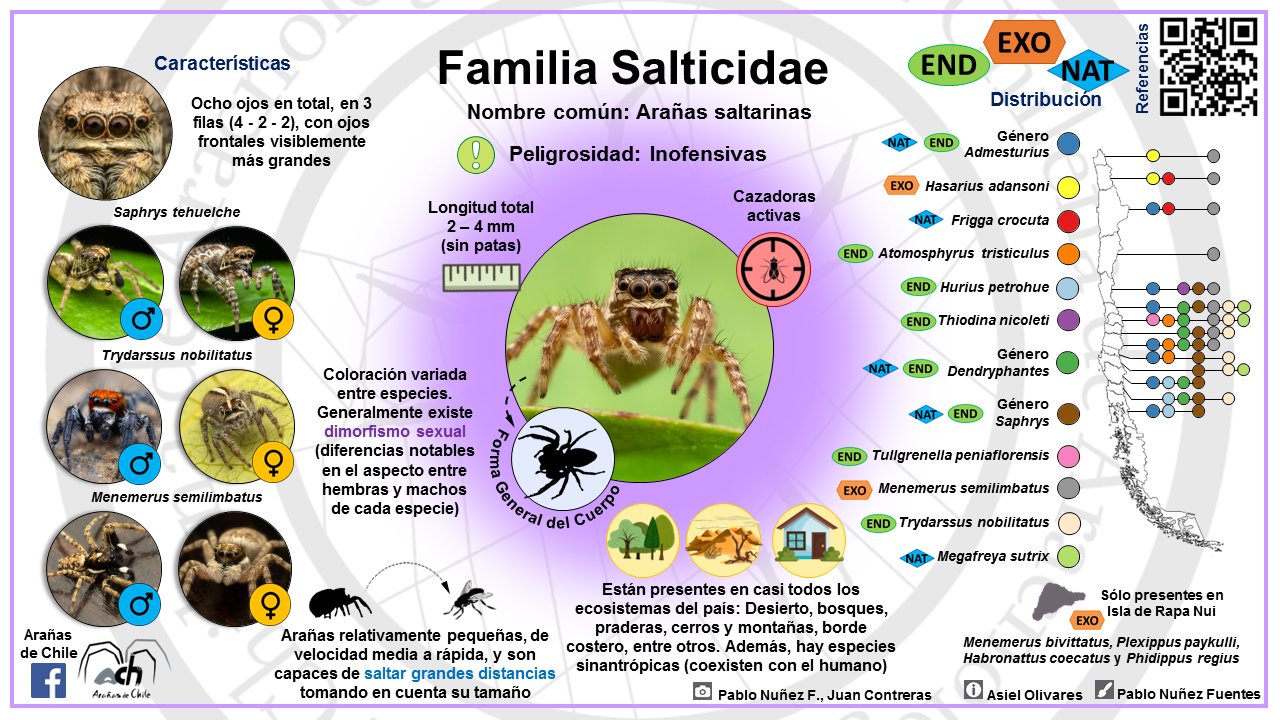 Familia Salticidae
Nombre común: Arañas saltarinas
Peligrosidad: Inofensivas
Características
Ocho ojos en total, en 3
filas (4 - 2 - 2), con ojos
frontales visiblemente
más grandes
Saphrys tehuelche
Trydarssus nobilitatus
Menemerus semilimbatus
Longitud total
2 – 4 mm
(sin patas)
Cazadoras
activas
Coloración variada
entre especies.
Generalmente existe
dimorfismo sexual
(diferencias notables
en el aspecto entre
hembras y machos
de cada especie)
Forma General del Cuerpo
Arañas relativamente pequeñas, de
velocidad media a rápida, y son
capaces de saltar grandes distancias
tomando en cuenta su tamaño
Están presentes en casi todos los
ecosistemas del país: Desierto, bosques,
praderas, cerros y montañas, borde
costero, entre otros. Además, hay especies
sinantrópicas (coexisten con el humano)
END
EXO
NAT
Distribución
Referencias
NAT END Género
Admesturius
EXO Hasarius adansoni
NAT Frigga crocuta
END Atomosphyrus tristiculus
END Hurius petrohue
END Thiodina nicoleti
NAT END Género
Dendryphantes
NAT END Género
Saphrys
END Tullgrenella peniaflorensis
EXO Menemerus semilimbatus
END Trydarssus nobilitatus
NAT Megafreya sutrix
Sólo presentes en
Isla de Rapa Nui
EXO
Menemerus bivittatus, Plexippus paykulli,
Habronattus coecatus y Phidippus regius
Arañas
de Chile
ach
Arañas de Chile
Pablo Nuñez F., Juan Contreras
Asiel Olivares
Pablo Nuñez Fuentes